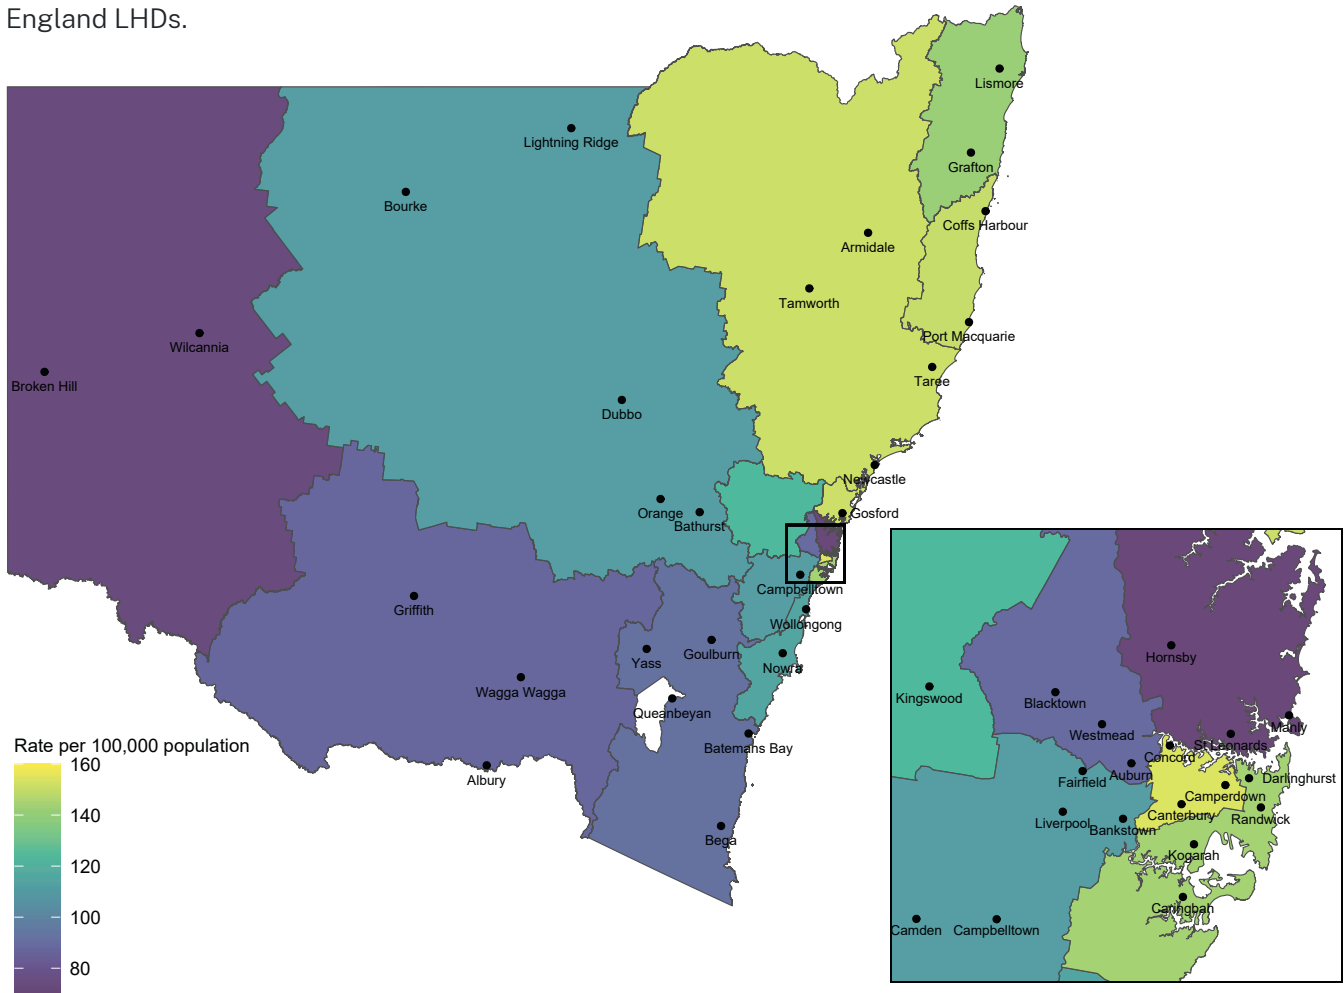 England LHDs.
Lismore
Lightning Ridge
Grafton
Bourke
Coffs Harbour
Armidale
Tamworth
Port Macquarie
Wilcannia
Taree
Broken Hill
Dubbo
Newcastle
Orange
Gosford
Bathurst
Campbelltown
Griffith
Wollongong
Yass
Goulburn
Nowra
Wagga Wagga
Queanbeyan
Batemans Bay
Albury
Bega
Rate per 100,000 population
160
140
120
100
80
Hornsby
Kingswood
Blacktown
Manly
Westmead
St Leonards
Concord
Auburn
Fairfield
Darlinghurst
Camperdown
Canterbury
Randwick
Liverpool
Bankstown
Kogarah
Caringbah
Camden
Campbelltown